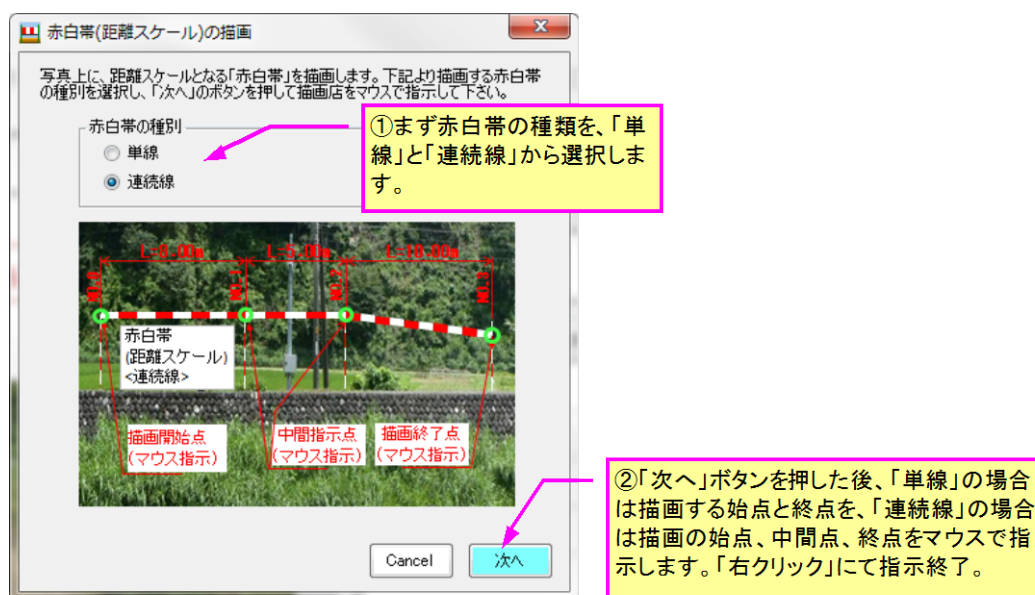 赤白帯(距離スケール)の描画
写真上に、距離スケールとなる「赤白帯」を描画します。下記より描画する赤白帯
の種別を選択し、「次へ」のボタンを押して描画店をマウスで指示して下さい。
赤白帯の種別
単線
連続線
①まず赤白帯の種類を、「単
線」と「連続線」から選択しま
す。
L=8.00m
L=5.00m
L=10.00m
NO.0
NO.1
NO.2
NO.3
赤白帯
(距離スケール)
<連続線>
描画開始点
(マウス指示)
中間指示点
(マウス指示)
描画終了点
(マウス指示)
Cancel
次へ
②「次へ」ボタンを押した後、「単線」の場合
は描画する始点と終点を、「連続線」の場合
は描画の始点、中間点、終点をマウスで指
示します。「右クリック」にて指示終了。